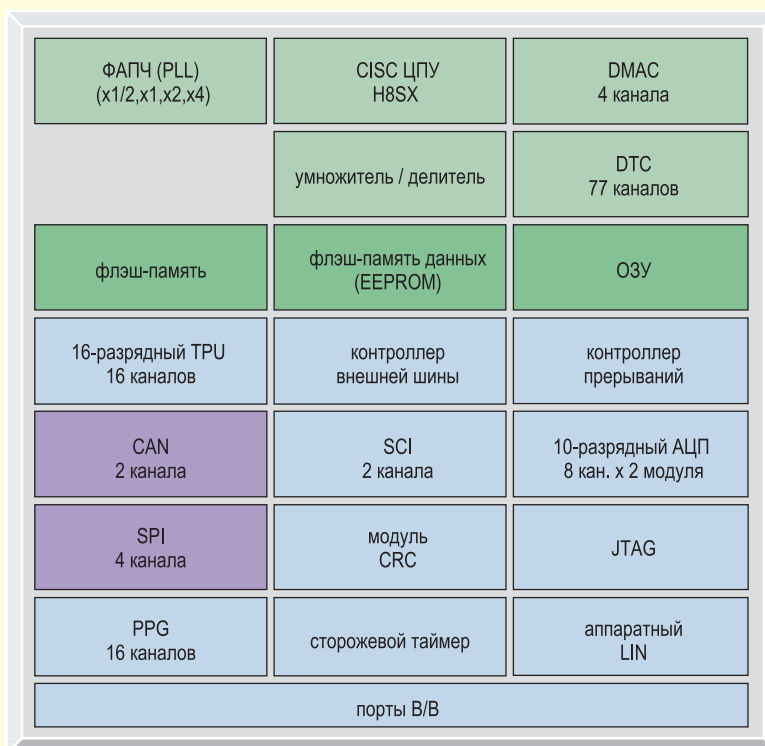 ФАПЧ (PLL)
(x1/2,x1,x2,x4)
CISC ЦПУ
H8SX
DMAC
4 канала
умножитель / делитель
DTC
77 каналов
флэш-память
флэш-память данных
(EEPROM)
ОЗУ
16-разрядный TPU
16 каналов
контроллер
внешней шины
контроллер
прерываний
CAN
2 канала
SCI
2 канала
10-разрядный АЦП
8 кан. x 2 модуля
SPI
4 канала
модуль
CRC
JTAG
PPG
16 каналов
сторожевой таймер
аппаратный
LIN
порты В/В